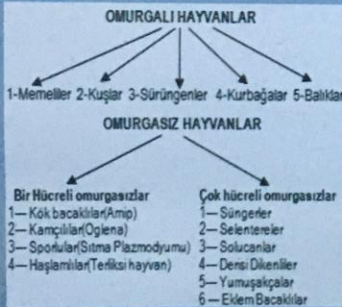 OMURGALI HAYVANLAR
1-Memeliler 2-Kuşlar 3-Sürüngenler 4-Kurbağalar 5-Balıklar
OMURGASIZ HAYVANLAR
Bir Hücreli omurgasızlar
1— Kök bacaklılar(Amip)
2— Kamçılılar(Oglena)
3— Sporlular(Sıtma Plazmodyumu)
4— Haşlamlılar(Terliksi hayvan)
Çok hücreli omurgasızlar
1— Süngerler
2— Selentereler
3— Solucanlar
4— Derisi Dikenliler
5— Yumuşakçalar
6— Eklem Bacaklılar